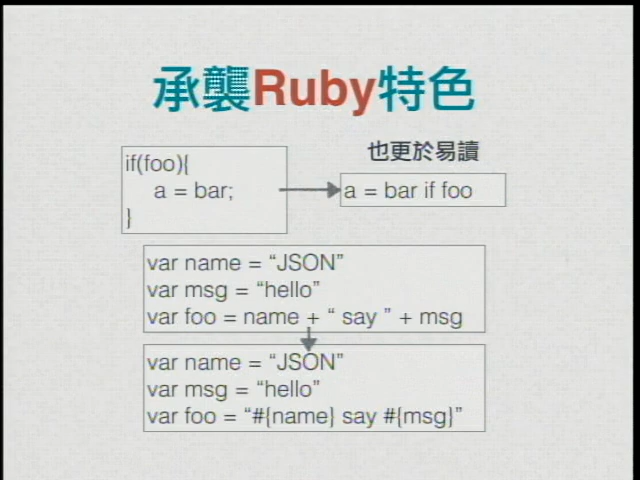 承襲Ruby特色
也更於易讀
if(foo){
a = bar;
}
a = bar if foo
var name = “JSON”
var msg = “hello”
var foo = name + “ say ” + msg
var name = “JSON”
var msg = “hello”
var foo = “#{name} say #{msg}”